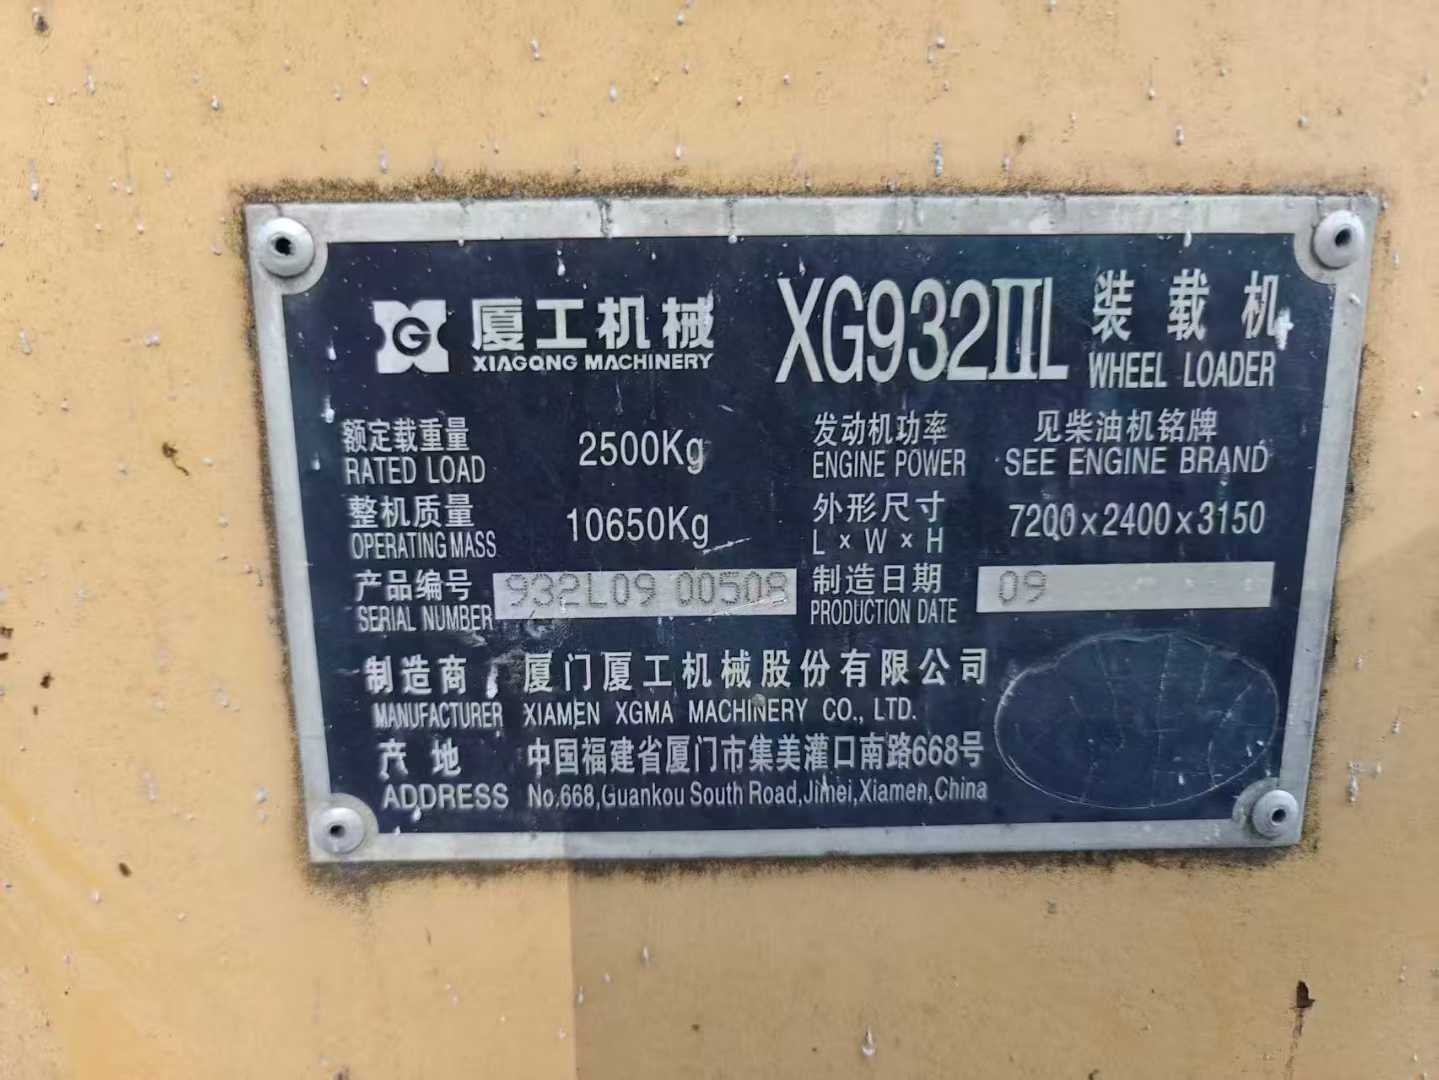 G 厦工机械 XG932ⅢL 装载机
XIAGONG MACHINERY WHEEL LOADER
额定载重量 2500Kg 发动机功率 见柴油机铭牌
RATED LOAD ENGINE POWER SEE ENGINE BRAND
整机质量 10650Kg 外形尺寸 7200×2400×3150
OPERATING MASS L×W×H
产品编号 932L09 00508 制造日期 09
SERIAL NUMBER PRODUCTION DATE
制造商 厦门厦工机械股份有限公司
MANUFACTURER XIAMEN XGMA MACHINERY CO., LTD.
产地 中国福建省厦门市集美灌口南路668号
ADDRESS No.668,Guankou South Road,Jimei,Xiamen,China